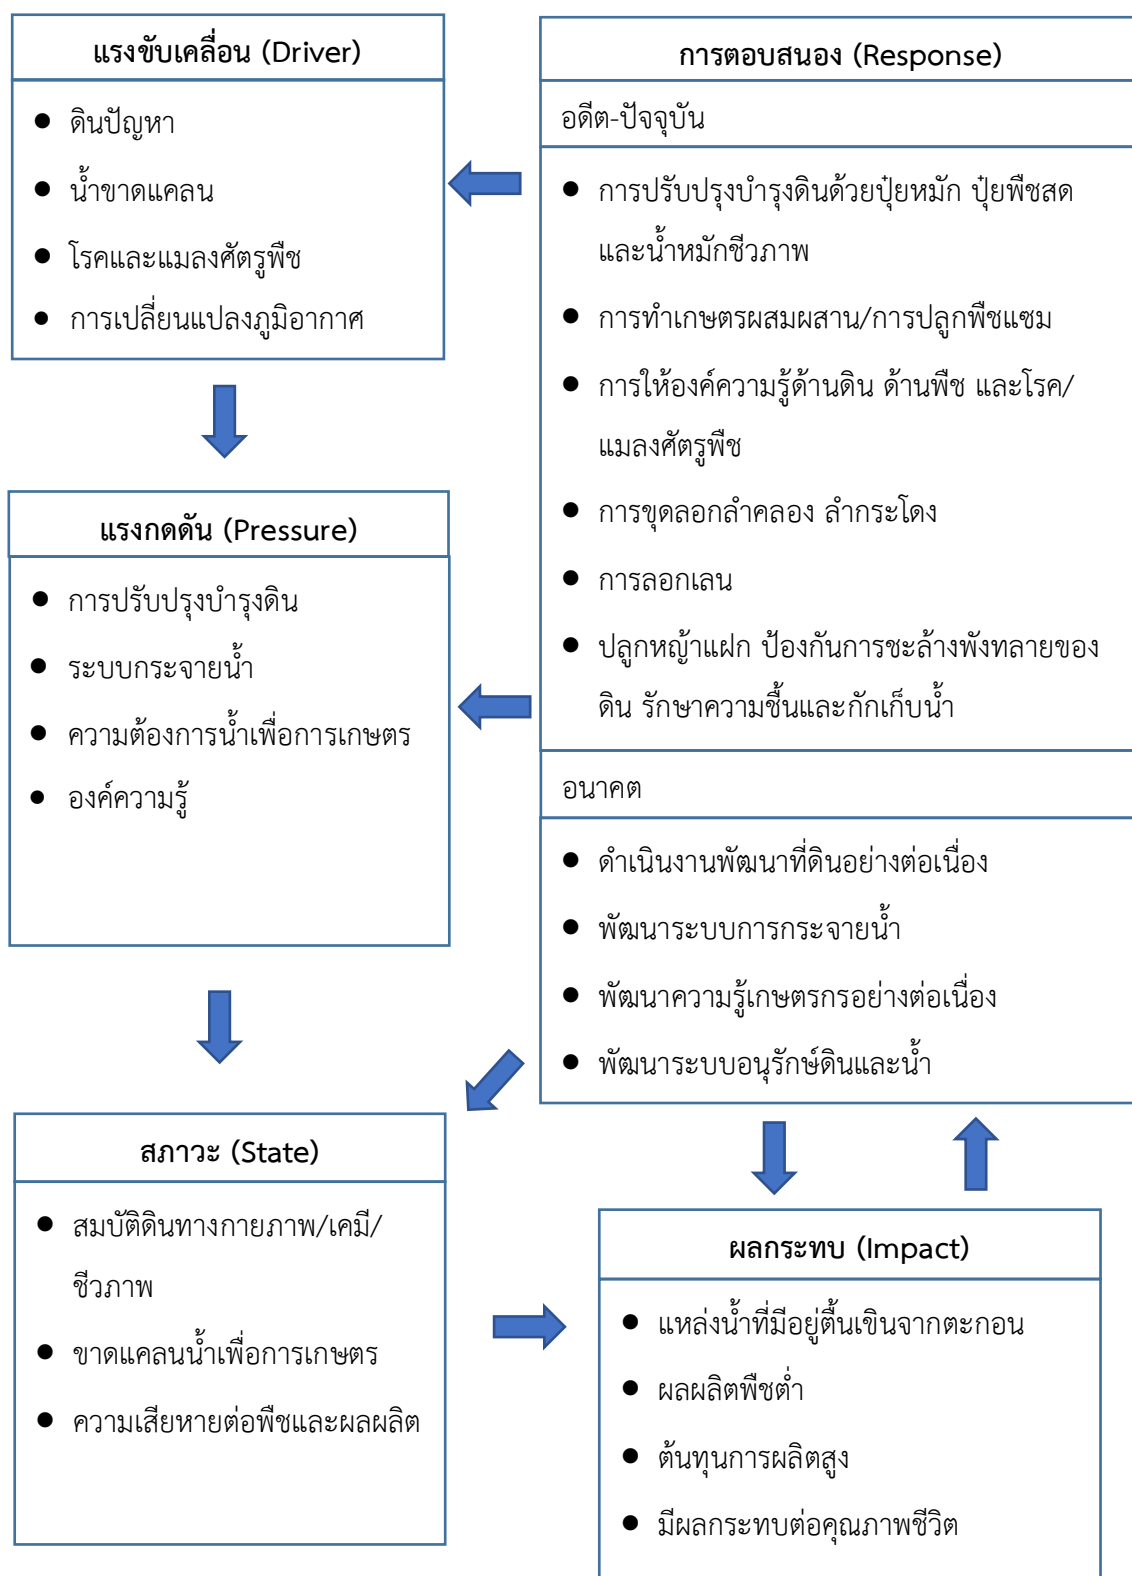 แรงขับเคลื่อน (Driver)
● ดินปัญหา
● น้ำขาดแคลน
● โรคและแมลงศัตรูพืช
● การเปลี่ยนแปลงภูมิอากาศ
แรงกดดัน (Pressure)
● การปรับปรุงบำรุงดิน
● ระบบกระจายน้ำ
● ความต้องการน้ำเพื่อการเกษตร
● องค์ความรู้
สภาวะ (State)
● สมบัติดินทางกายภาพ/เคมี/
ชีวภาพ
● ขาดแคลนน้ำเพื่อการเกษตร
● ความเสียหายต่อพืชและผลผลิต
การตอบสนอง (Response)
อดีต-ปัจจุบัน
● การปรับปรุงบำรุงดินด้วยปุ๋ยหมัก ปุ๋ยพืชสด
และน้ำหมักชีวภาพ
● การทำเกษตรผสมผสาน/การปลูกพืชแซม
● การให้องค์ความรู้ด้านดิน ด้านพืช และโรค/
แมลงศัตรูพืช
● การขุดลอกลำคลอง ลำกระโดง
● การลอกเลน
● ปลูกหญ้าแฝก ป้องกันการชะล้างพังทลายของ
ดิน รักษาความชื้นและกักเก็บน้ำ
อนาคต
● ดำเนินงานพัฒนาที่ดินอย่างต่อเนื่อง
● พัฒนาระบบการกระจายน้ำ
● พัฒนาความรู้เกษตรกรอย่างต่อเนื่อง
● พัฒนาระบบอนุรักษ์ดินและน้ำ
ผลกระทบ (Impact)
● แหล่งน้ำที่มีอยู่ตื้นเขินจากตะกอน
● ผลผลิตพืชต่ำ
● ต้นทุนการผลิตสูง
● มีผลกระทบต่อคุณภาพชีวิต